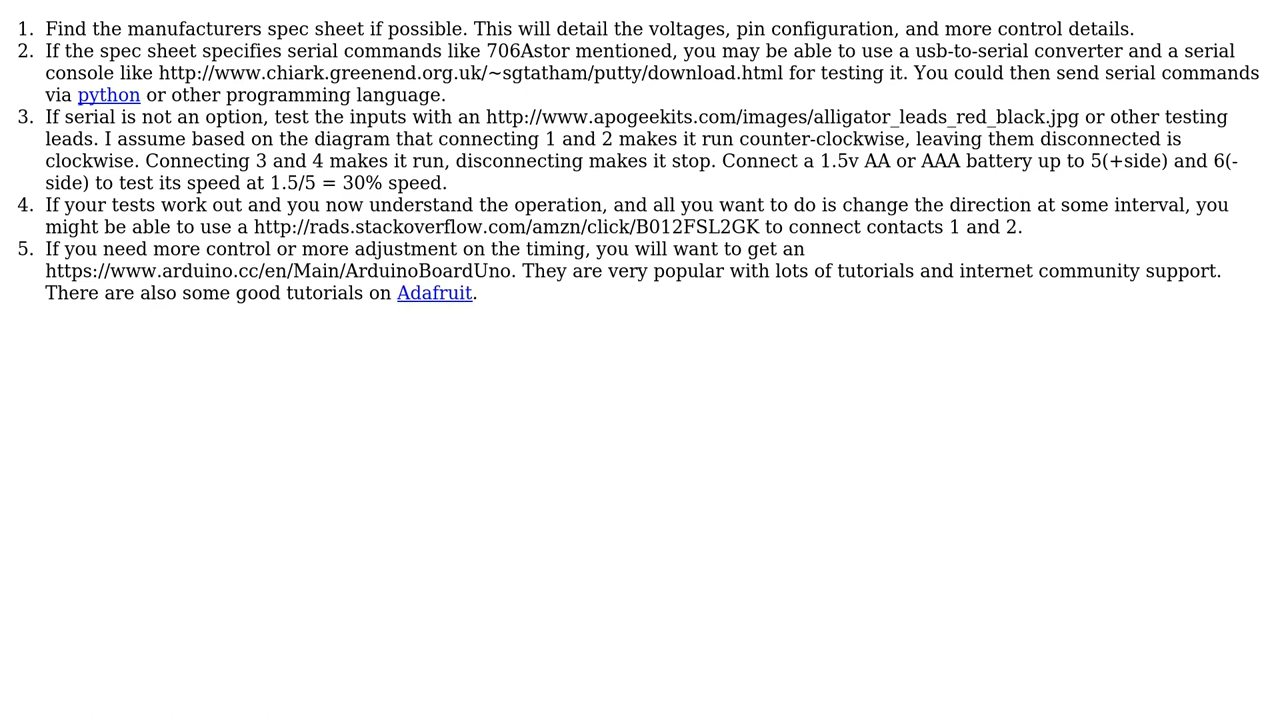 1. Find the manufacturers spec sheet if possible. This will detail the voltages, pin configuration, and more control details.
2. If the spec sheet specifies serial commands like 706Astor mentioned, you may be able to use a usb-to-serial converter and a serial
console like http://www.chiark.greenend.org.uk/~sgtatham/putty/download.html for testing it. You could then send serial commands
via python or other programming language.
3. If serial is not an option, test the inputs with an http://www.apogeekits.com/images/alligator_leads_red_black.jpg or other testing
leads. I assume based on the diagram that connecting 1 and 2 makes it run counter-clockwise, leaving them disconnected is
clockwise. Connecting 3 and 4 makes it run, disconnecting makes it stop. Connect a 1.5v AA or AAA battery up to 5(+side) and 6(-
side) to test its speed at 1.5/5 = 30% speed.
4. If your tests work out and you now understand the operation, and all you want to do is change the direction at some interval, you
might be able to use a http://rads.stackoverflow.com/amzn/click/B012FSL2GK to connect contacts 1 and 2.
5. If you need more control or more adjustment on the timing, you will want to get an
https://www.arduino.cc/en/Main/ArduinoBoardUno. They are very popular with lots of tutorials and internet community support.
There are also some good tutorials on Adafruit.